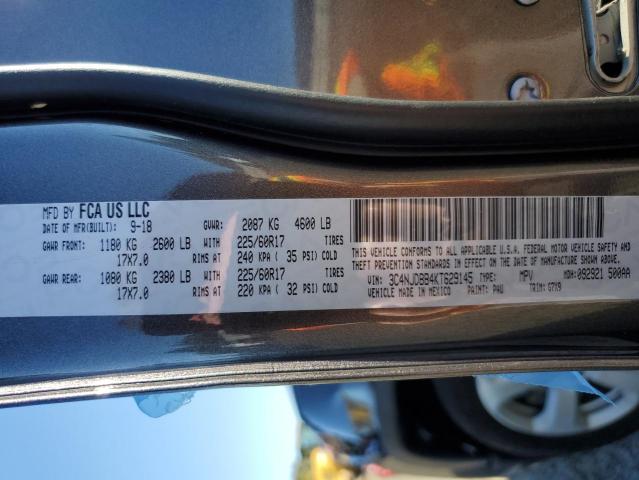 MFD BY FCA US LLC
DATE OF MFR(BUILT): 9-18 GVWR: 2087 KG 4600 LB
GAWR FRONT: 1180 KG 2600 LB WITH 225/60R17 TIRES
17X7.0 RIMS AT 240 KPA ( 35 PSI) COLD
GAWR REAR: 1080 KG 2380 LB WITH 225/60R17 TIRES
17X7.0 RIMS AT 220 KPA ( 32 PSI) COLD
THIS VEHICLE CONFORMS TO ALL APPLICABLE U.S.A. FEDERAL MOTOR VEHICLE SAFETY AND
THEFT PREVENTION STANDARDS IN EFFECT ON THE DATE OF MANUFACTURE SHOWN ABOVE.
VIN: 3C4NJDBB4KT629145 TYPE: MPV MDH: 092921 500AA
VEHICLE MADE IN MEXICO PAINT: PAU TRIM: G7X9